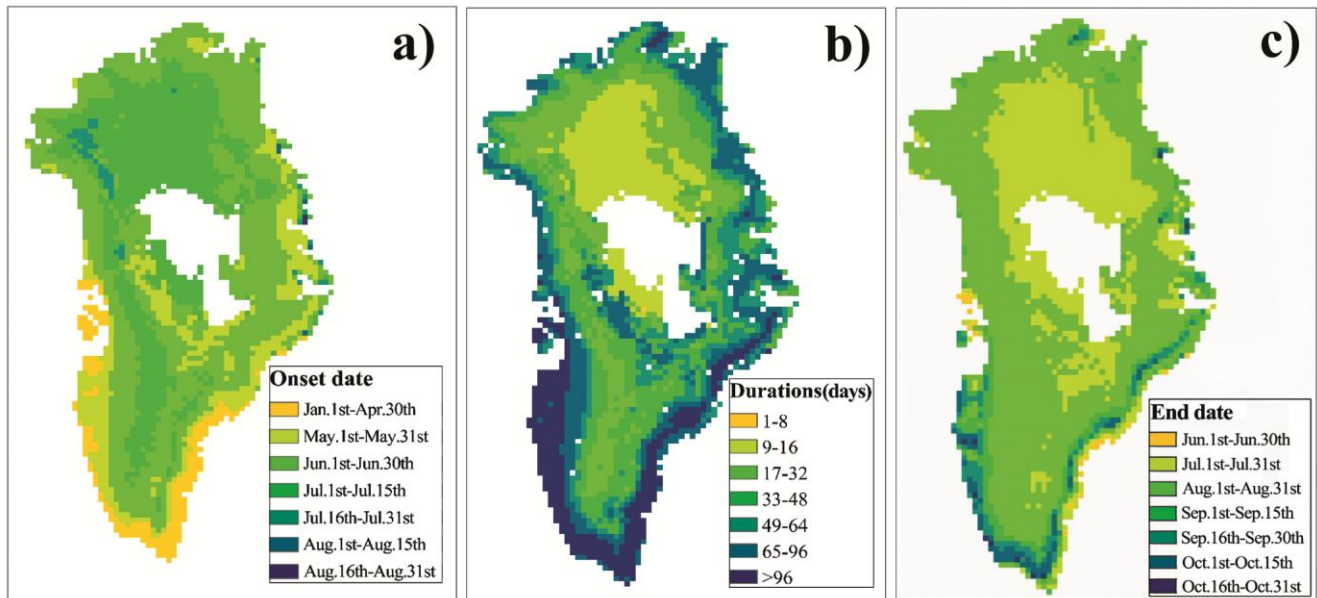 a)
Onset date
Jan.1st-Apr.30th
May.1st-May.31st
Jun.1st-Jun.30th
Jul.1st-Jul.15th
Jul.16th-Jul.31st
Aug.1st-Aug.15th
Aug.16th-Aug.31st
b)
Durations(days)
1-8
9-16
17-32
33-48
49-64
65-96
>96
c)
End date
Jun.1st-Jun.30th
Jul.1st-Jul.31st
Aug.1st-Aug.31st
Sep.1st-Sep.15th
Sep.16th-Sep.30th
Oct.1st-Oct.15th
Oct.16th-Oct.31st